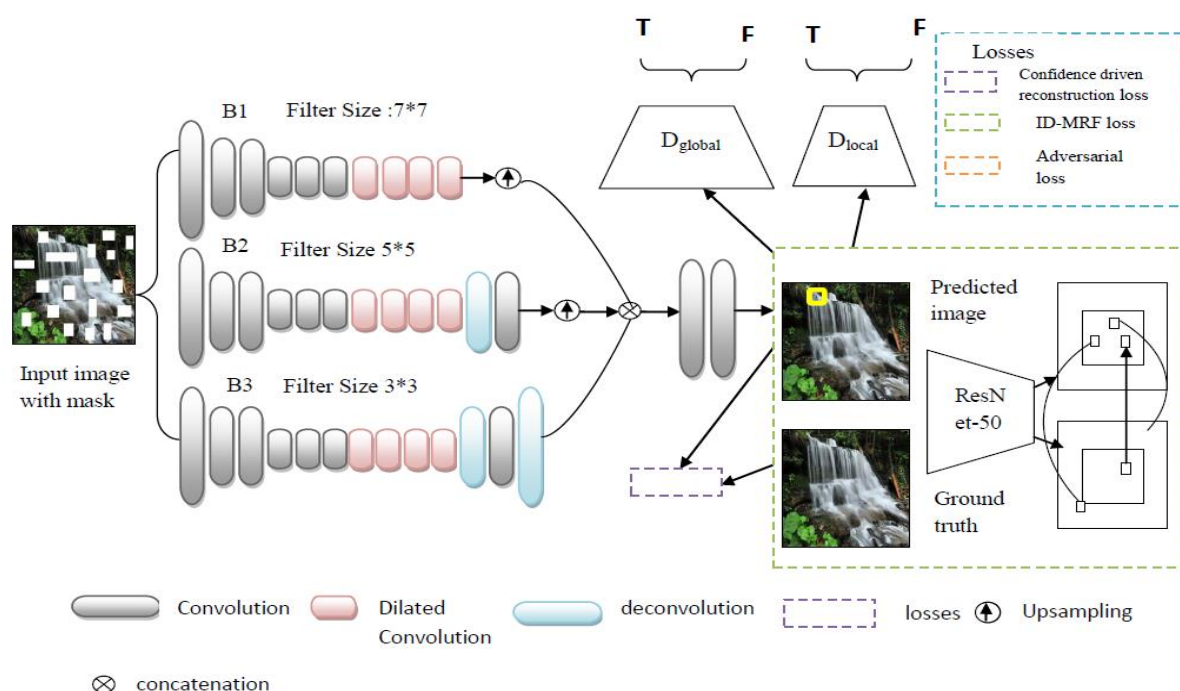 T F T F
Losses
Confidence driven
reconstruction loss
ID-MRF loss
Adversarial
loss
B1 Filter Size :7*7
D global
D local
B2 Filter Size 5*5
B3 Filter Size 3*3
Input image
with mask
Predicted
image
ResN
et-50
Ground
truth
Convolution
Dilated
Convolution
deconvolution
losses
Upsampling
concatenation